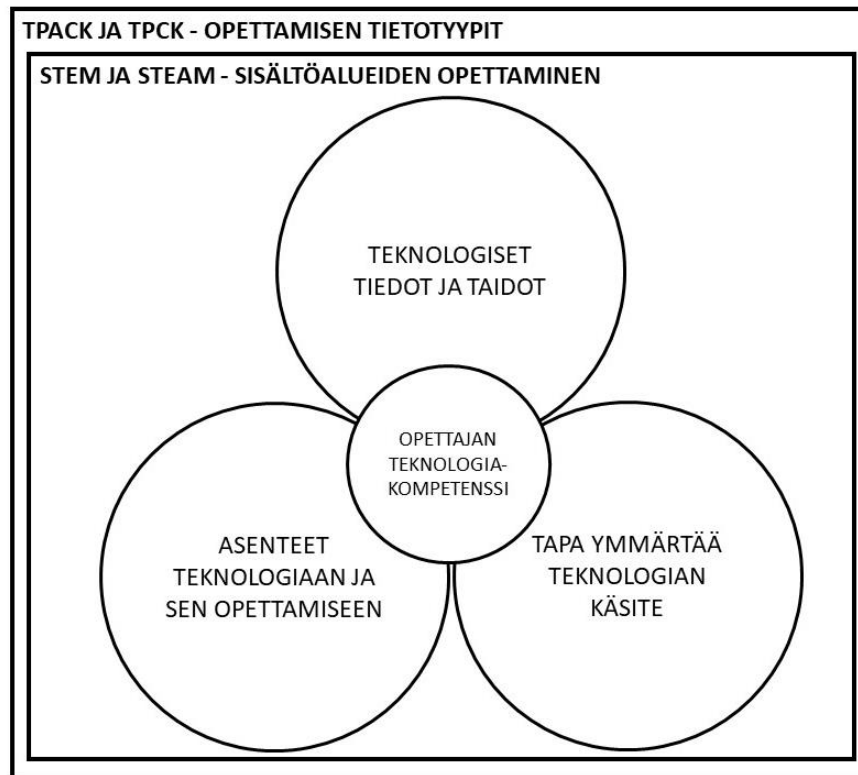 TPACK JA TPCK - OPETTAMISEN TIETOTYYPIT
STEM JA STEAM - SISÄLTÖALUEIDEN OPETTAMINEN
TEKNOLOGISET
TIEDOT JA TAIDOT
OPETTAJAN
TEKNOLOGIA-
KOMPETENSSI
ASENTEET
TEKNOLOGIAAN JA
SEN OPETTAMISEEN
TAPA YMMÄRTÄÄ
TEKNOLOGIAN
KÄSITE